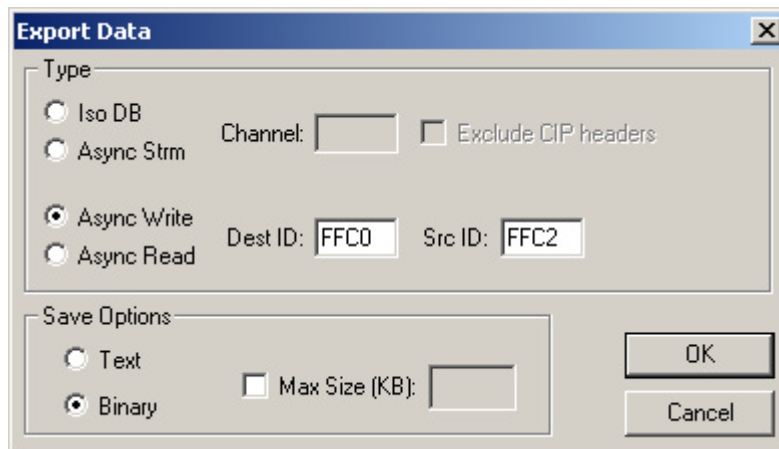 Export Data
Type
Iso DB
Channel: Exclude CIP headers
Async Strm
Async Write
Dest ID: FFC0 Src ID: FFC2
Async Read
Save Options
Text
Max Size (KB):
Binary
OK
Cancel